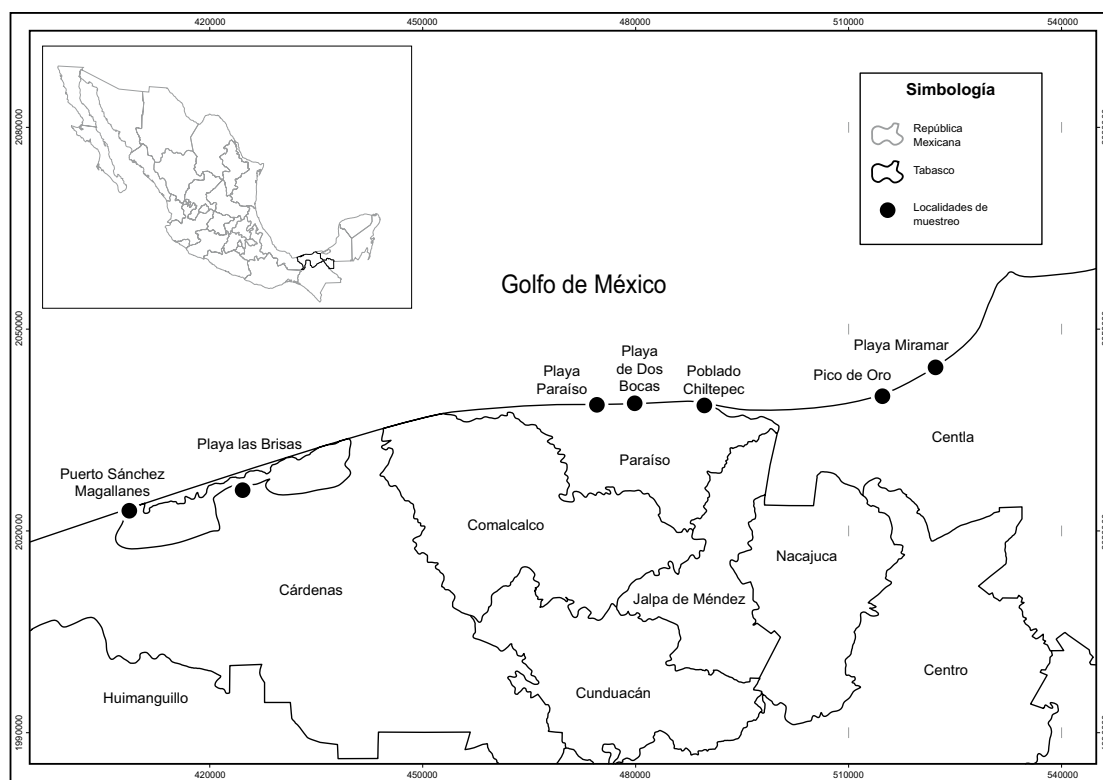 420000
450000
480000
510000
540000
Simbología
República
Mexicana
Tabasco
Localidades de
muestreo
2080000
2050000
2020000
1990000
Golfo de México
Playa Miramar
Pico de Oro
Playa
de Dos
Bocas
Playa
Paraíso
Poblado
Chiltepec
Playa las Brisas
Puerto Sánchez
Magallanes
Centla
Paraíso
Comalcalco
Nacajuca
Cárdenas
Jalpa de Méndez
Centro
Cunduacán
Huimanguillo
420000
450000
480000
510000
540000